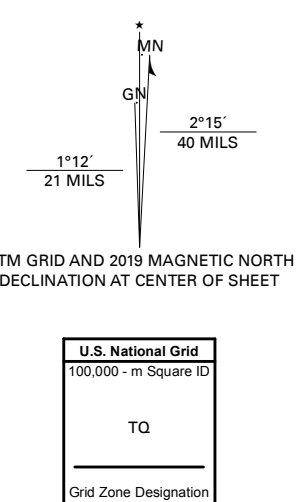 ★
MN
GN
2°15´
40 MILS
1°12´
21 MILS
TM GRID AND 2019 MAGNETIC NORTH
DECLINATION AT CENTER OF SHEET
U.S. National Grid
100,000 - m Square ID
TQ
Grid Zone Designation